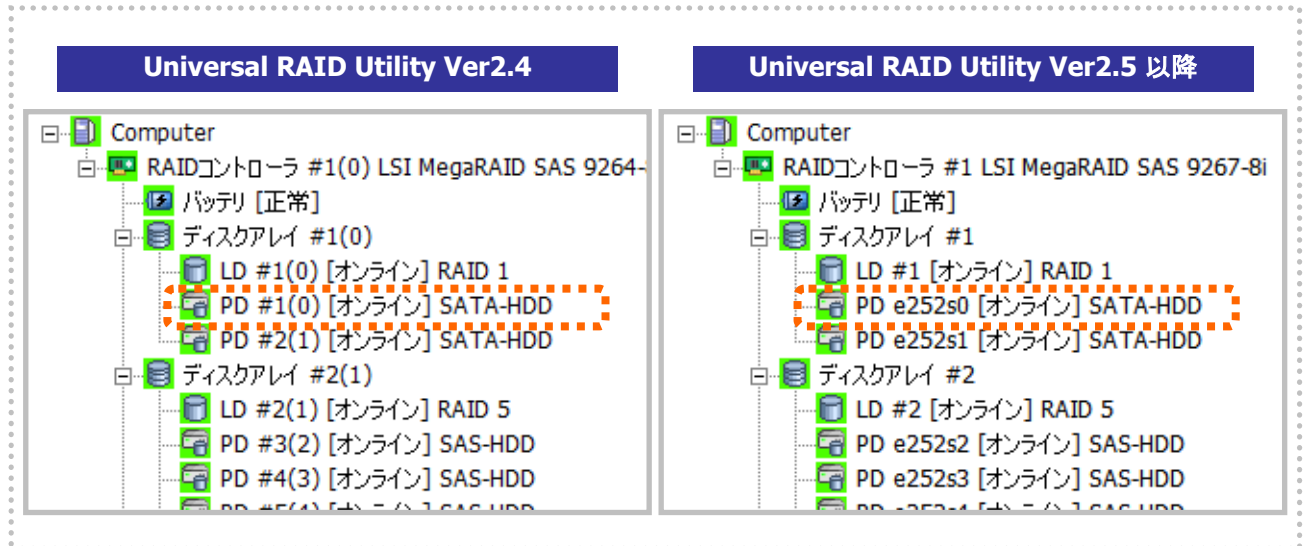 Universal RAID Utility Ver2.4
Computer
RAIDコントローラ #1(0) LSI MegaRAID SAS 9264-
バッテリ [正常]
ディスクアレイ #1(0)
LD #1(0) [オンライン] RAID 1
PD #1(0) [オンライン] SATA-HDD
PD #2(1) [オンライン] SATA-HDD
ディスクアレイ #2(1)
LD #2(1) [オンライン] RAID 5
PD #3(2) [オンライン] SAS-HDD
PD #4(3) [オンライン] SAS-HDD
Universal RAID Utility Ver2.5 以降
Computer
RAIDコントローラ #1 LSI MegaRAID SAS 9267-8i
バッテリ [正常]
ディスクアレイ #1
LD #1 [オンライン] RAID 1
PD e252s0 [オンライン] SATA-HDD
PD e252s1 [オンライン] SATA-HDD
ディスクアレイ #2
LD #2 [オンライン] RAID 5
PD e252s2 [オンライン] SAS-HDD
PD e252s3 [オンライン] SAS-HDD